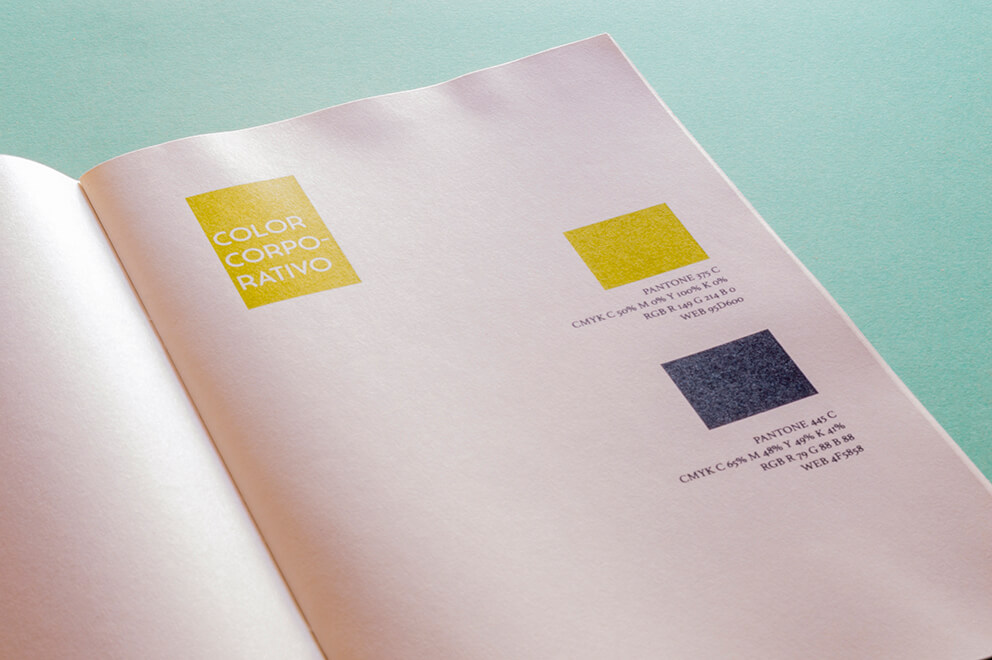 COLOR
CORPO-
RATIVO
PANTONE 375 C
CMYK C 50% M 0% Y 100% K 0%
RGB R 149 G 214 B 0
WEB 95D600
PANTONE 445 C
CMYK C 65% M 48% Y 49% K 41%
RGB R 79 G 88 B 88
WEB 4F5858